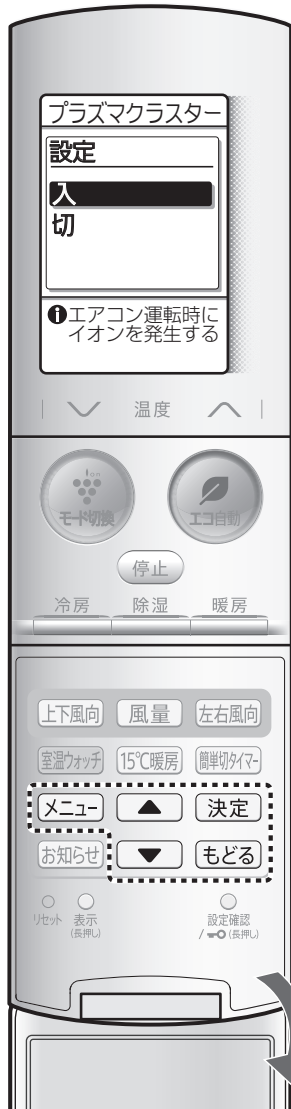 プラズマクラスター
設定
入
切
❶エアコン運転時に
イオンを発生する
温度
Ion
モード切換
エコ自動
停止
冷房 除湿 暖房
上下風向 風量 左右風向
室温ウォッチ 15℃暖房 簡単切タイマー
メニュー ▲ 決定
お知らせ ▼ もどる
リセット 表示 設定確認
(長押し) / (長押し)